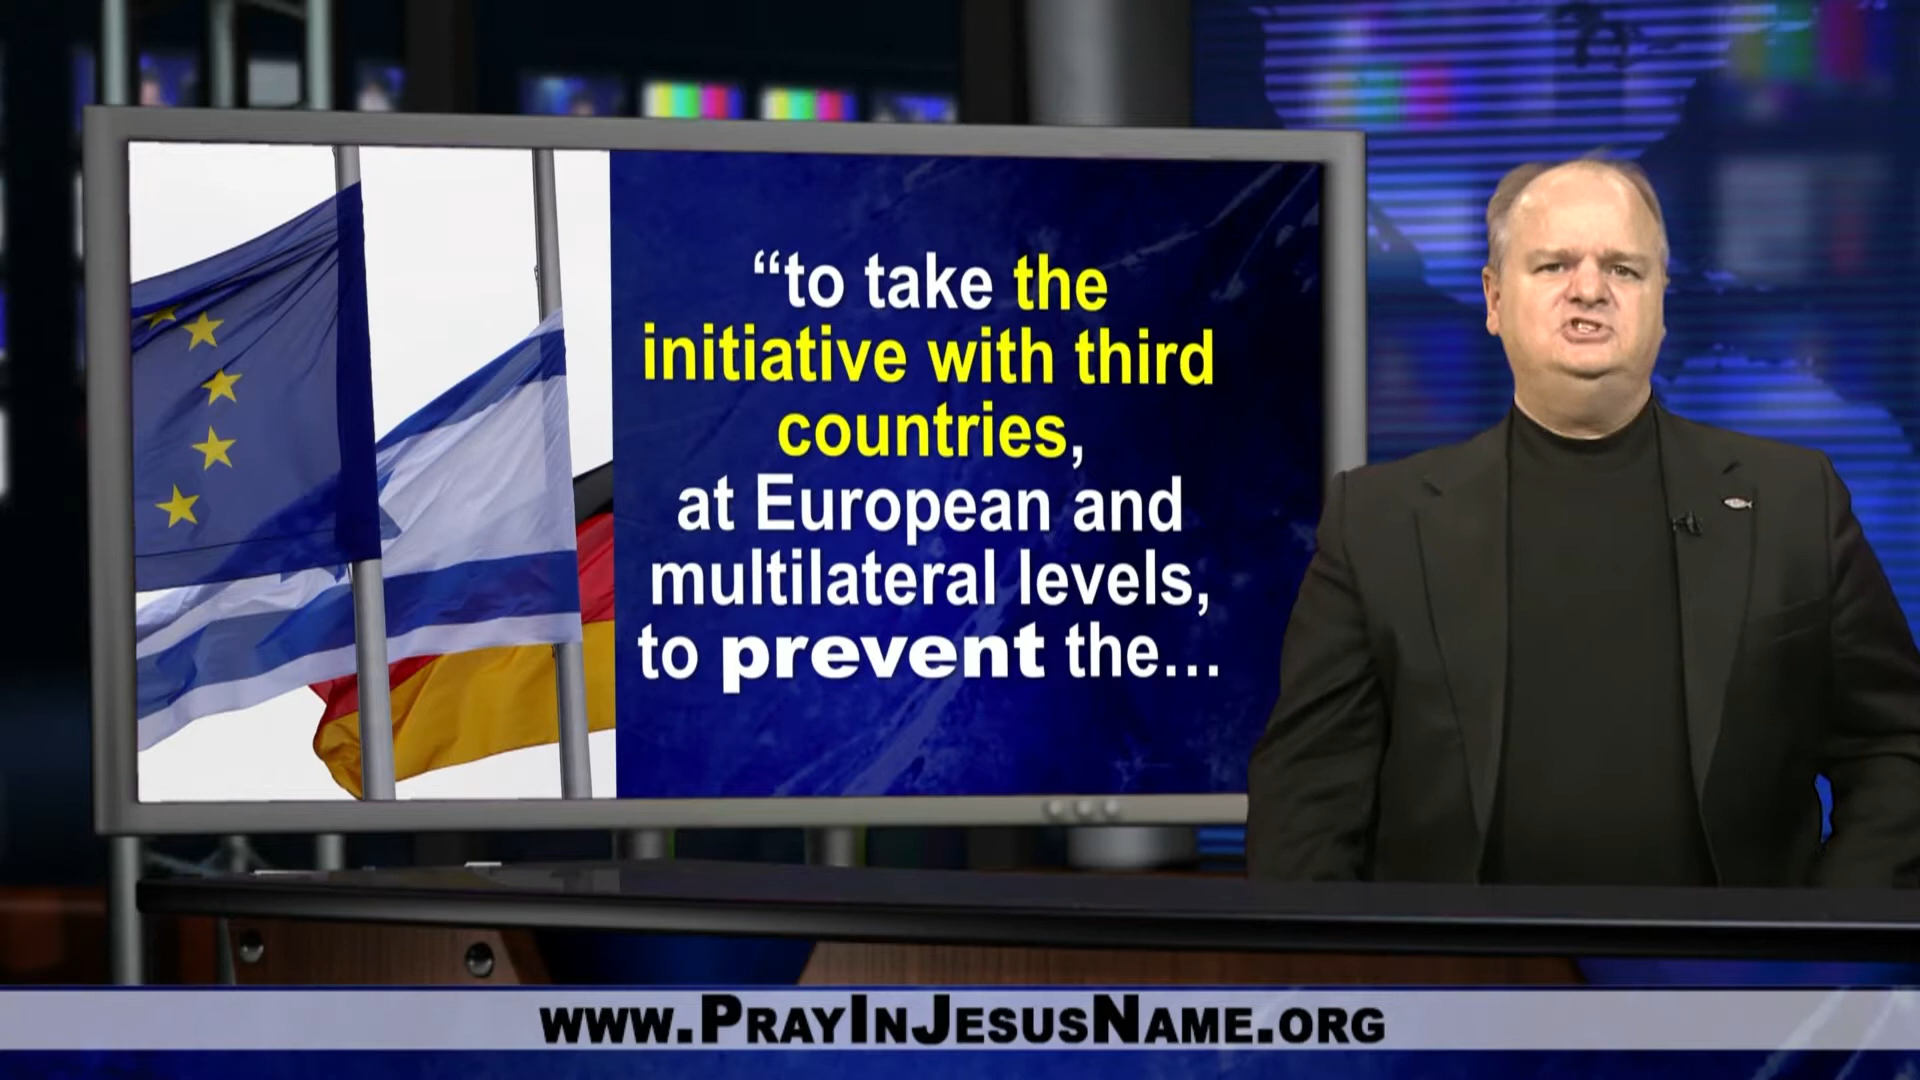 “to take the
initiative with third
countries,
at European and
multilateral levels,
to prevent the...
www.PrayInJesusName.org